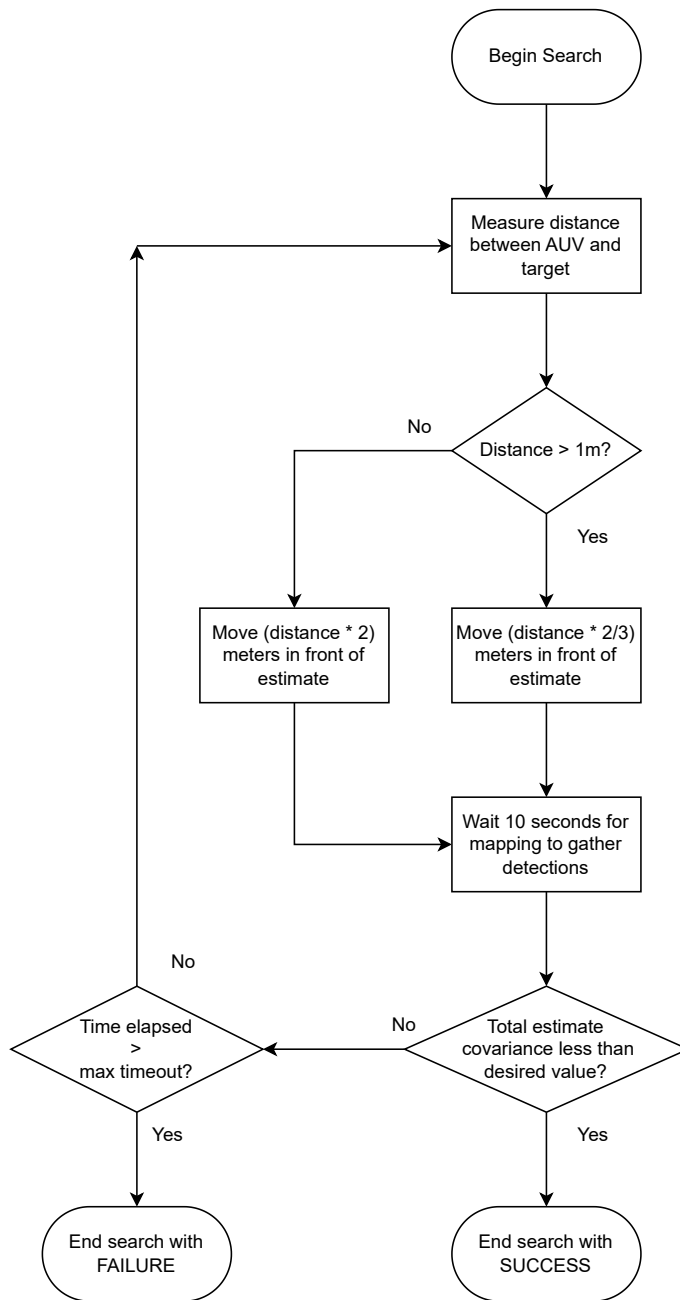 Begin Search
Measure distance
between AUV and
target
No
Distance > 1m?
Yes
Move (distance * 2)
meters in front of
estimate
Move (distance * 2/3)
meters in front of
estimate
Wait 10 seconds for
mapping to gather
detections
No
Time elapsed
>
max timeout?
No
Total estimate
covariance less than
desired value?
Yes
Yes
End search with
FAILURE
End search with
SUCCESS